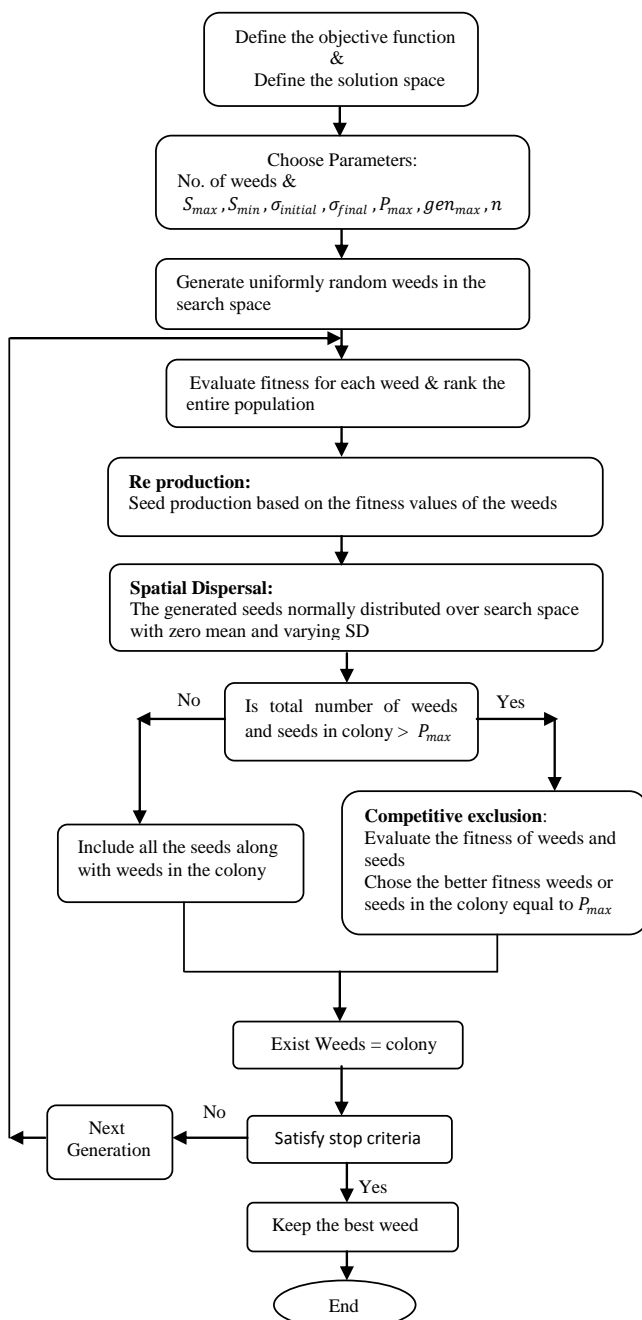 Define the objective function
&
Define the solution space
Choose Parameters:
No. of weeds &
S_max, S_min, σ_initial, σ_final, P_max, gen_max, n
Generate uniformly random weeds in the
search space
Evaluate fitness for each weed & rank the
entire population
Re production:
Seed production based on the fitness values of the weeds
Spatial Dispersal:
The generated seeds normally distributed over search space
with zero mean and varying SD
No
Is total number of weeds
and seeds in colony > P_max
Yes
Include all the seeds along
with weeds in the colony
Competitive exclusion:
Evaluate the fitness of weeds and
seeds
Chose the better fitness weeds or
seeds in the colony equal to P_max
Exist Weeds = colony
Next
Generation
No
Satisfy stop criteria
Yes
Keep the best weed
End